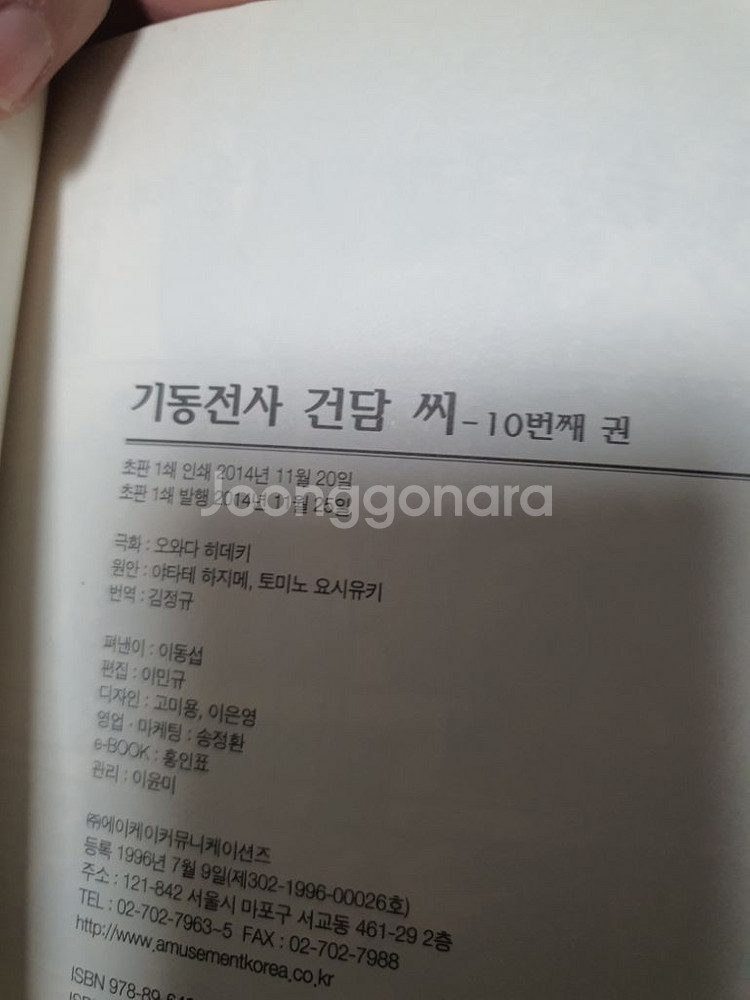 기동전사 건담 씨-10번째 권
초판 1쇄 인쇄 2014년 11월 20일
초판 1쇄 발행 2014년 11월 25일
Joonggonara
극화 : 오와다 히데키
원안 : 야타테 하지메, 토미노 요시유키
번역 : 김정규
펴낸이 : 이동섭
편집 : 이민규
디자인 : 고미용, 이은영
영업 · 마케팅 : 송정환
e-BOOK : 홍인표
관리 : 이윤미
㈜에이케이커뮤니케이션즈
등록 1996년 7월 9일(제302-1996-00026호)
주소 : 121-842 서울시 마포구 서교동 461-29 2층
TEL : 02-702-7963~5 FAX : 02-702-7988
http://www.amusementkorea.co.kr
ISBN 978-89-64